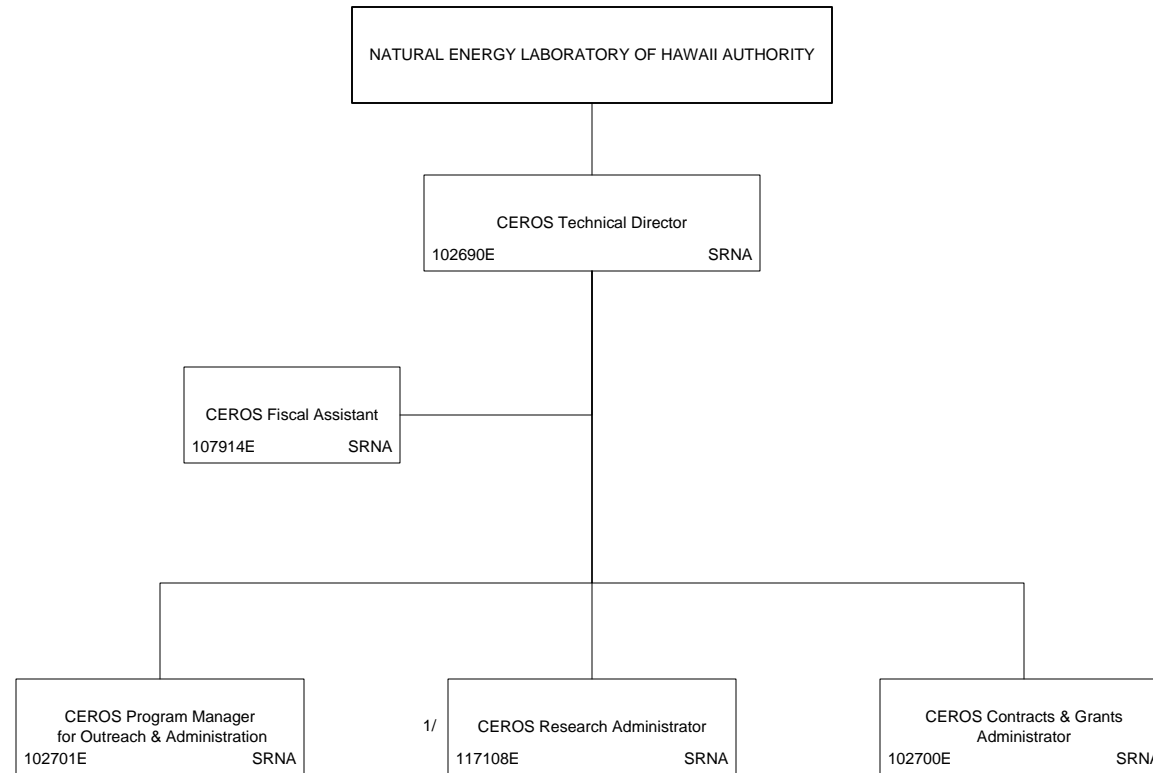 NATURAL ENERGY LABORATORY OF HAWAII AUTHORITY
CEROS Technical Director
102690E SRNA
CEROS Fiscal Assistant
107914E SRNA
CEROS Program Manager
for Outreach & Administration
102701E SRNA
1/ CEROS Research Administrator
117108E SRNA
CEROS Contracts & Grants
Administrator
102700E SRNA